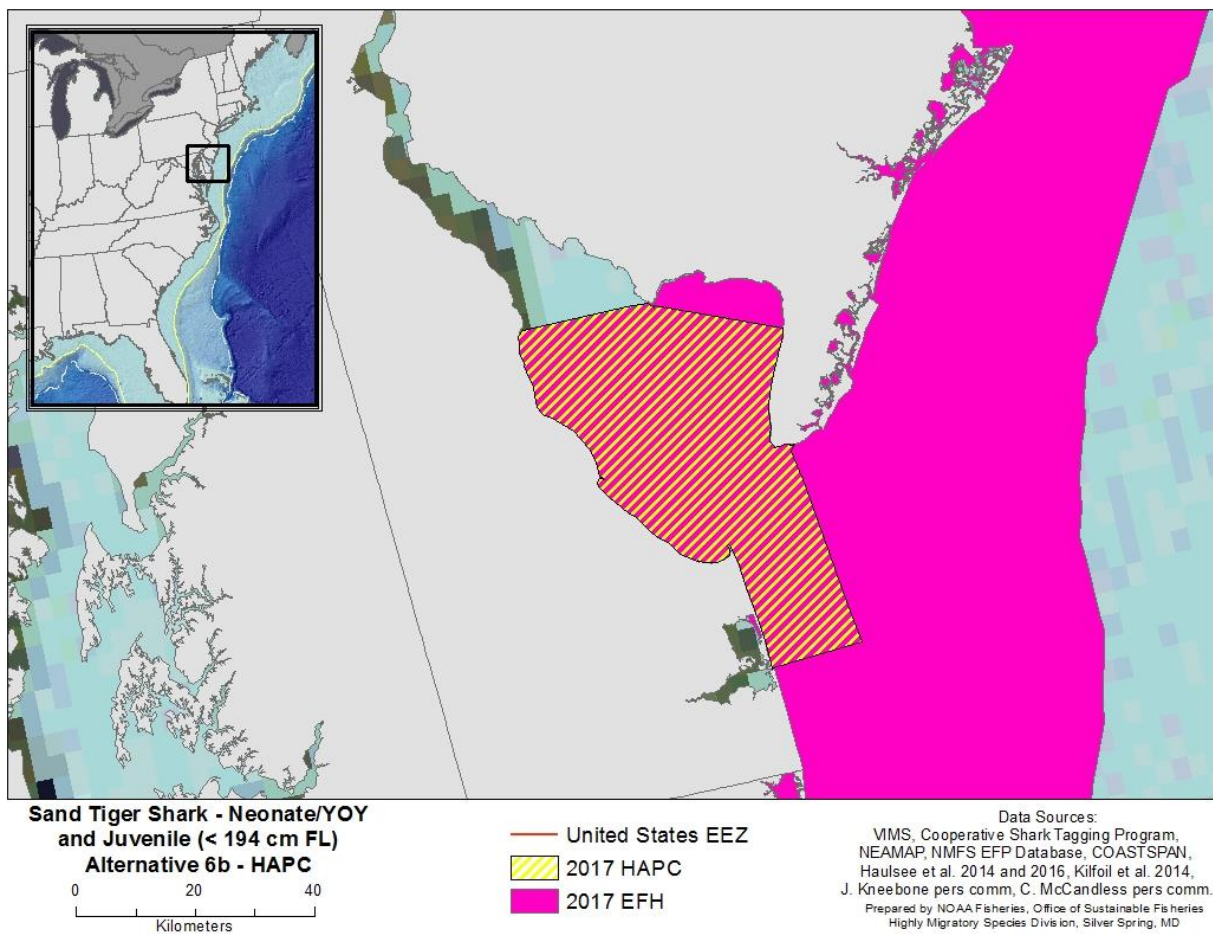 Sand Tiger Shark - Neonate/YOY
and Juvenile (< 194 cm FL)
Alternative 6b - HAPC
0 20 40
Kilometers
United States EEZ
2017 HAPC
2017 EFH
Data Sources:
VIMS, Cooperative Shark Tagging Program,
NEAMAP, NMFS EFP Database, COASTSPAN,
Haulsee et al. 2014 and 2016, Kilfoil et al. 2014,
J. Kneebone pers comm, C. McCandless pers comm.
Prepared by NOAA Fisheries, Office of Sustainable Fisheries
Highly Migratory Species Division, Silver Spring, MD